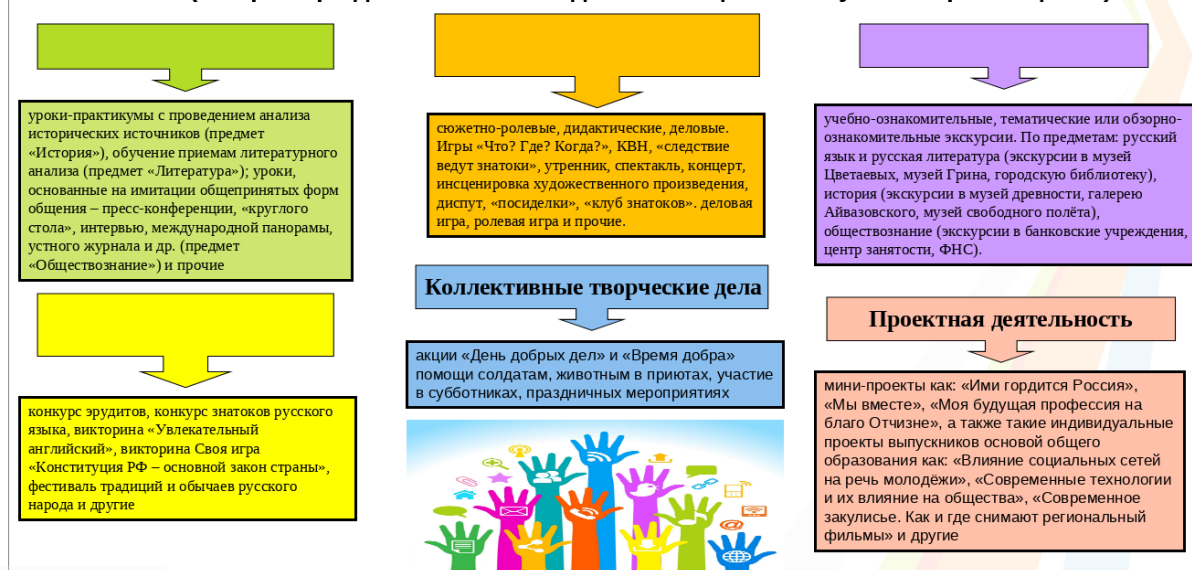 уроки-практикумы с проведением анализа
исторических источников (предмет
«История»), обучение приемам литературного
анализа (предмет «Литература»); уроки,
основанные на имитации общепринятых форм
общения – пресс-конференции, «круглого
стола», интервью, международной панорамы,
устного журнала и др. (предмет
«Обществознание») и прочие
сюжетно-ролевые, дидактические, деловые.
Игры «Что? Где? Когда?», КВН, «следствие
ведут знатоки», утренник, спектакль, концерт,
инсценировка художественного произведения,
диспут, «посиделки», «клуб знатоков». деловая
игра, ролевая игра и прочие.
учебно-ознакомительные, тематические или обзорно-
ознакомительные экскурсии. По предметам: русский
язык и русская литература (экскурсии в музей
Цветаевых, музей Грина, городскую библиотеку),
история (экскурсии в музей древности, галерею
Айвазовского, музей свободного полёта),
обществознание (экскурсии в банковские учреждения,
центр занятости, ФНС).
конкурс эрудитов, конкурс знатоков русского
языка, викторина «Увлекательный
английский», викторина Своя игра
«Конституция РФ – основной закон страны»,
фестиваль традиций и обычаев русского
народа и другие
Коллективные творческие дела
акции «День добрых дел» и «Время добра»
помощи солдатам, животным в приютах, участие
в субботниках, праздничных мероприятиях
Проектная деятельность
мини-проекты как: «Ими гордится Россия»,
«Мы вместе», «Моя будущая профессия на
благо Отчизне», а также такие индивидуальные
проекты выпускников основой общего
образования как: «Влияние социальных сетей
на речь молодёжи», «Современные технологии
и их влияние на общества», «Современное
закулисье. Как и где снимают региональный
фильмы» и другие